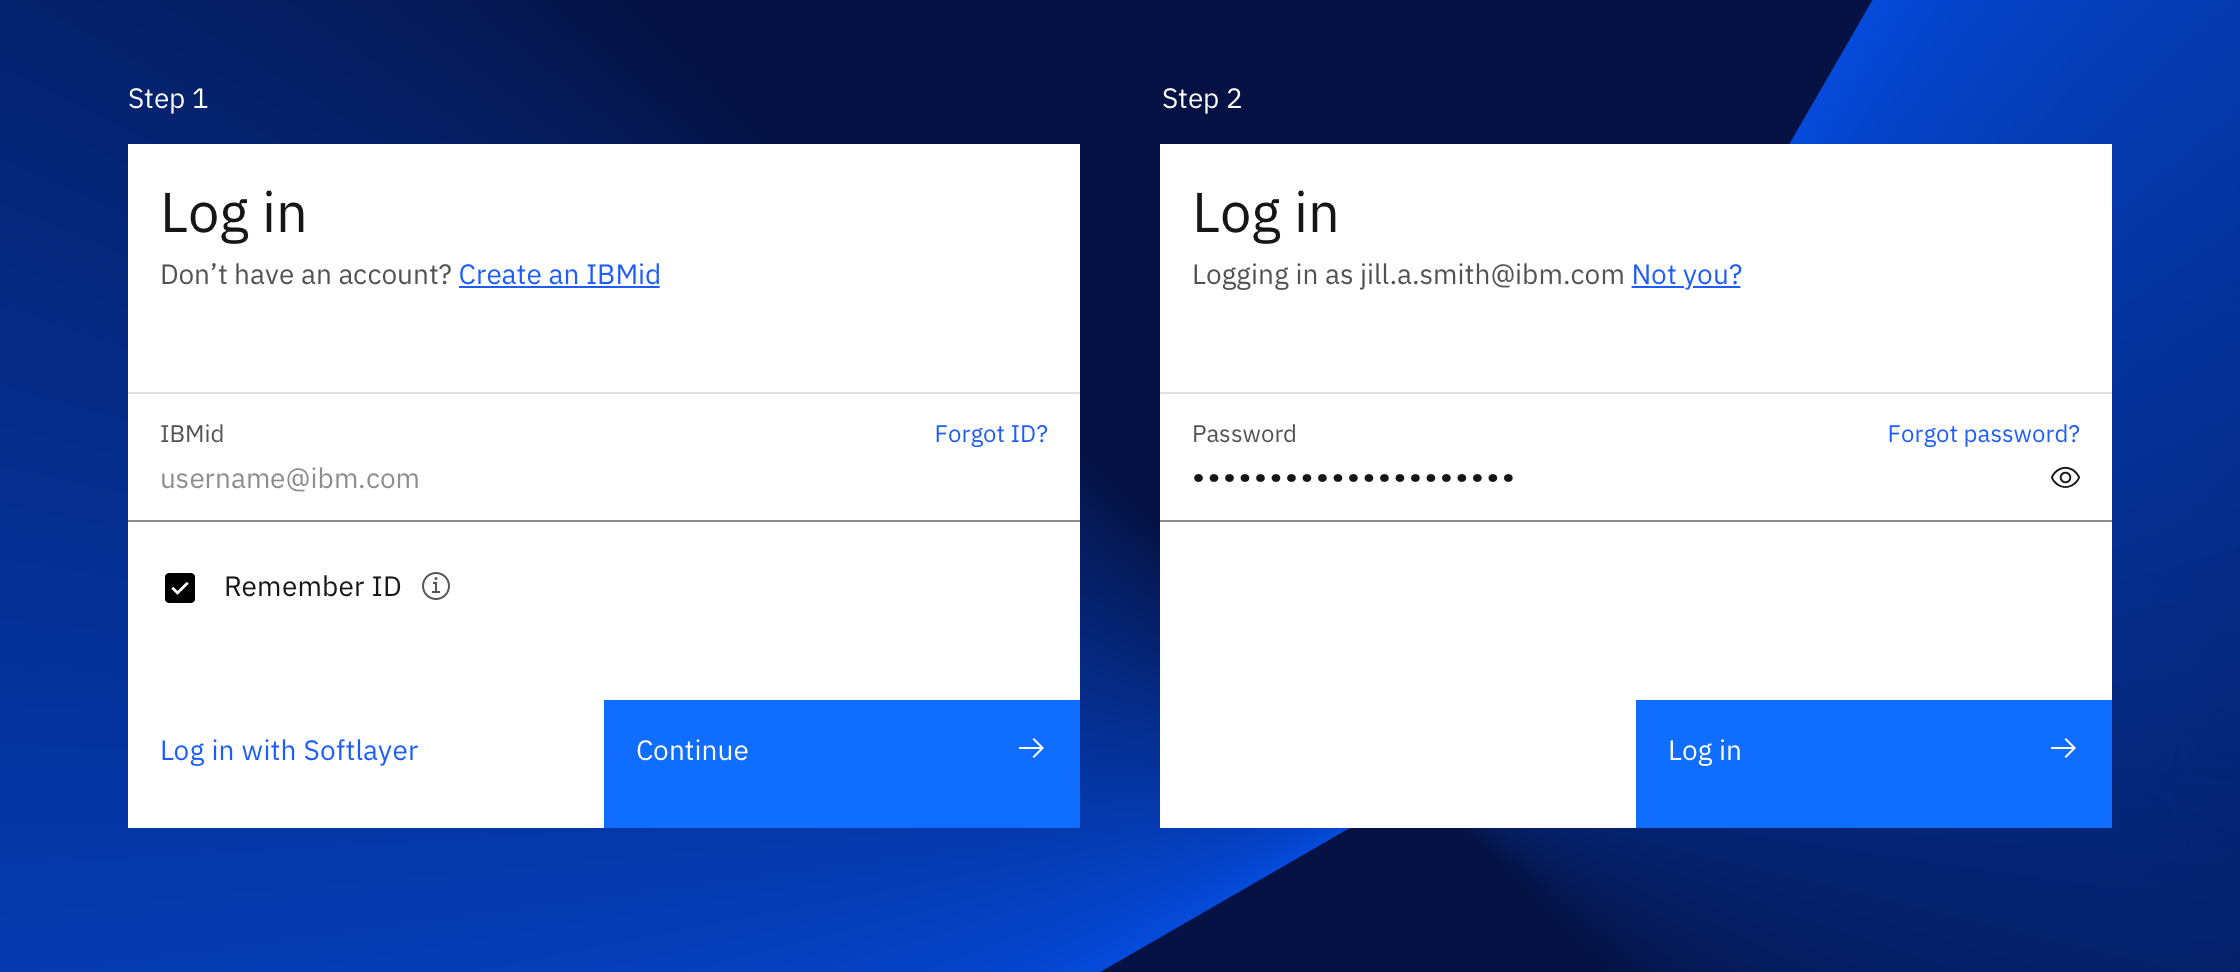 Step 1
Log in
Don’t have an account? Create an IBMid
IBMid
Forgot ID?
username@ibm.com
Remember ID
Log in with Softlayer
Continue
Step 2
Log in
Logging in as jill.a.smith@ibm.com Not you?
Password
Forgot password?
•••••••••••••••••••••
Log in